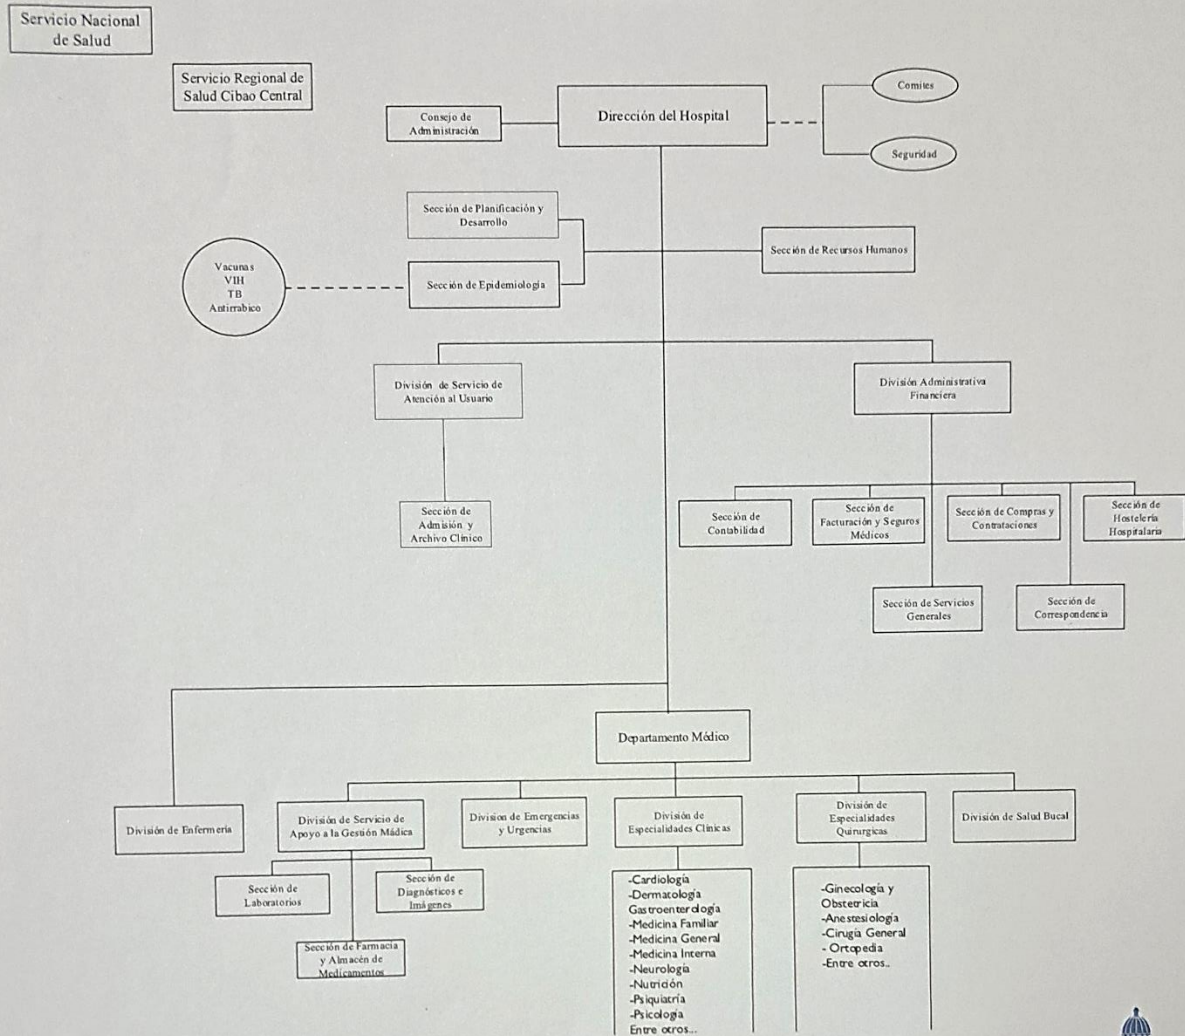 Servicio Nacional
de Salud
Servicio Regional de
Salud Cibao Central
Consejo de
Administración
Dirección del Hospital
Comites
Seguridad
Sección de Planificación y
Desarrollo
Sección de Recursos Humanos
Vacunas
VIH
TB
Antirrabico
Sección de Epidemiología
División de Servicio de
Atención al Usuario
División Administrativa
Financiera
Sección de
Admisión y
Archivo Clínico
Sección de
Contabilidad
Sección de
Facturación y Seguros
Médicos
Sección de Compras y
Contrataciones
Sección de
Hostelería
Hospitalaria
Sección de Servicios
Generales
Sección de
Correspondencia
Departamento Médico
División de Enfermería
División de Servicio de
Apoyo a la Gestión Médica
Division de Emergencias
y Urgencias
División de
Especialidades Clínicas
División de
Especialidades
Quirurgicas
División de Salud Bucal
Sección de
Laboratorios
Sección de
Diagnósticos e
Imágenes
Sección de Farmacia
y Almacén de
Medicamentos
-Cardiología
-Dermatología
Gastroenterología
-Medicina Familiar
-Medicina General
-Medicina Interna
-Neurología
-Nutrición
-Psiquiatría
-Psicología
Entre otros...
-Ginecología y
Obstetricia
-Anestesiología
-Cirugía General
- Ortopedia
-Entre otros..